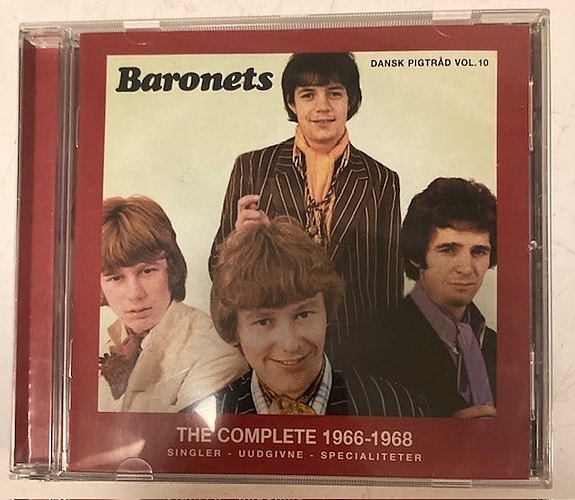 DANSK PIGTRÅD VOL.10
Baronets
THE COMPLETE 1966-1968
SINGLER - UUDGIVNE - SPECIALITETER